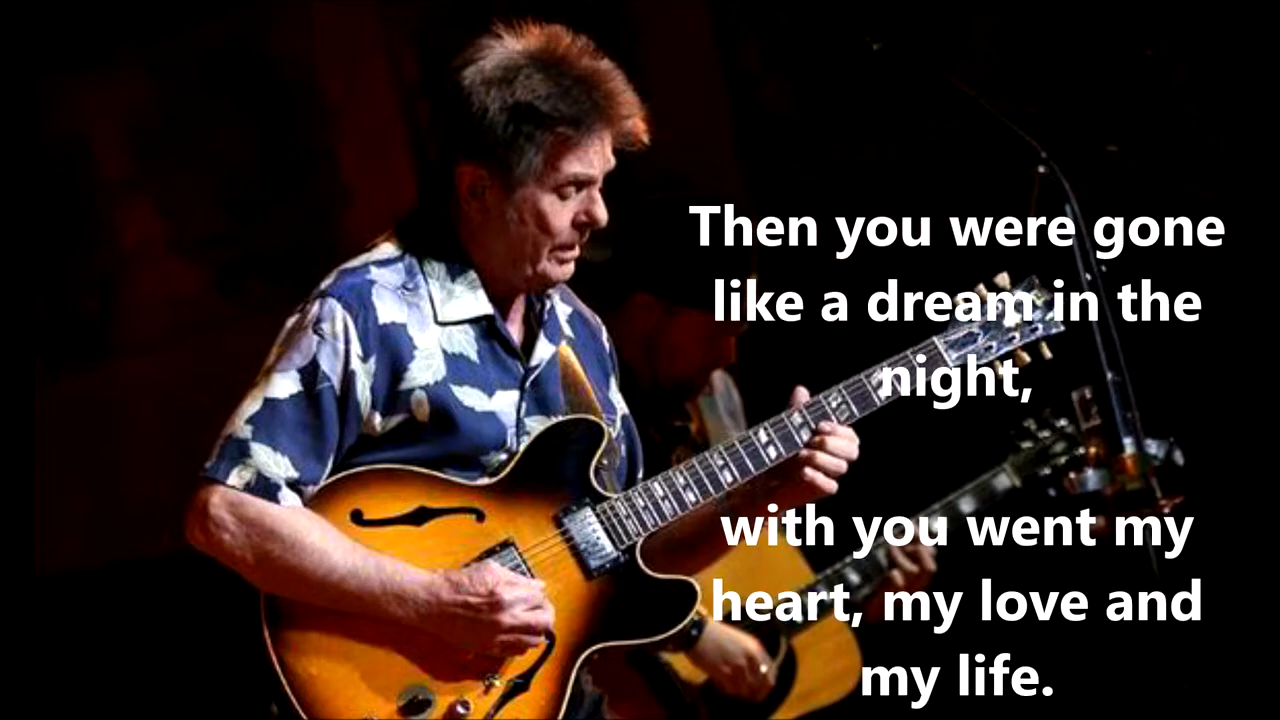 Then you were gone
like a dream in the
night,
with you went my
heart, my love and
my life.